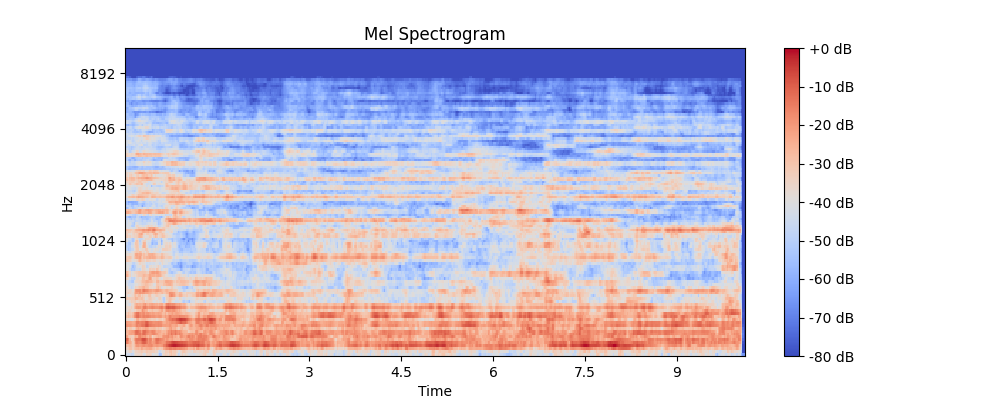 Mel Spectrogram
Hz
8192
4096
2048
1024
512
0
0 1.5 3 4.5 6 7.5 9
Time
+0 dB
-10 dB
-20 dB
-30 dB
-40 dB
-50 dB
-60 dB
-70 dB
-80 dB